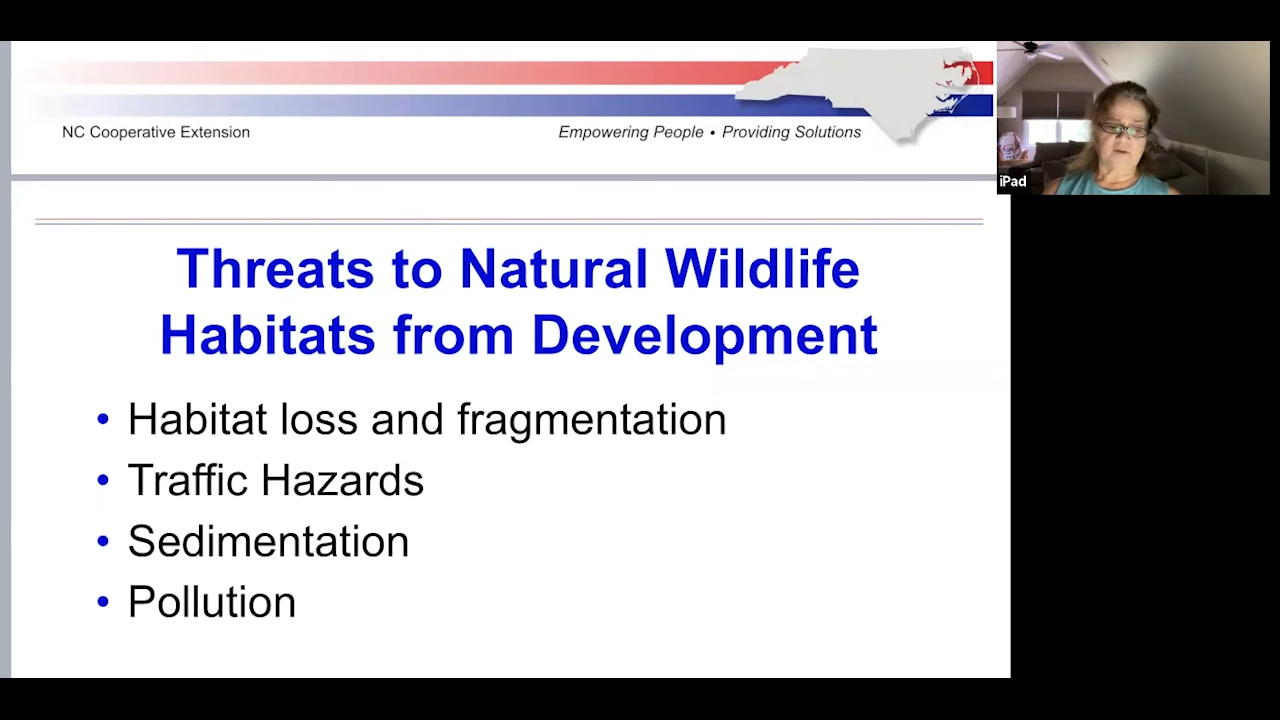 NC Cooperative Extension
Empowering People • Providing Solutions
iPad
Threats to Natural Wildlife
Habitats from Development
• Habitat loss and fragmentation
• Traffic Hazards
• Sedimentation
• Pollution